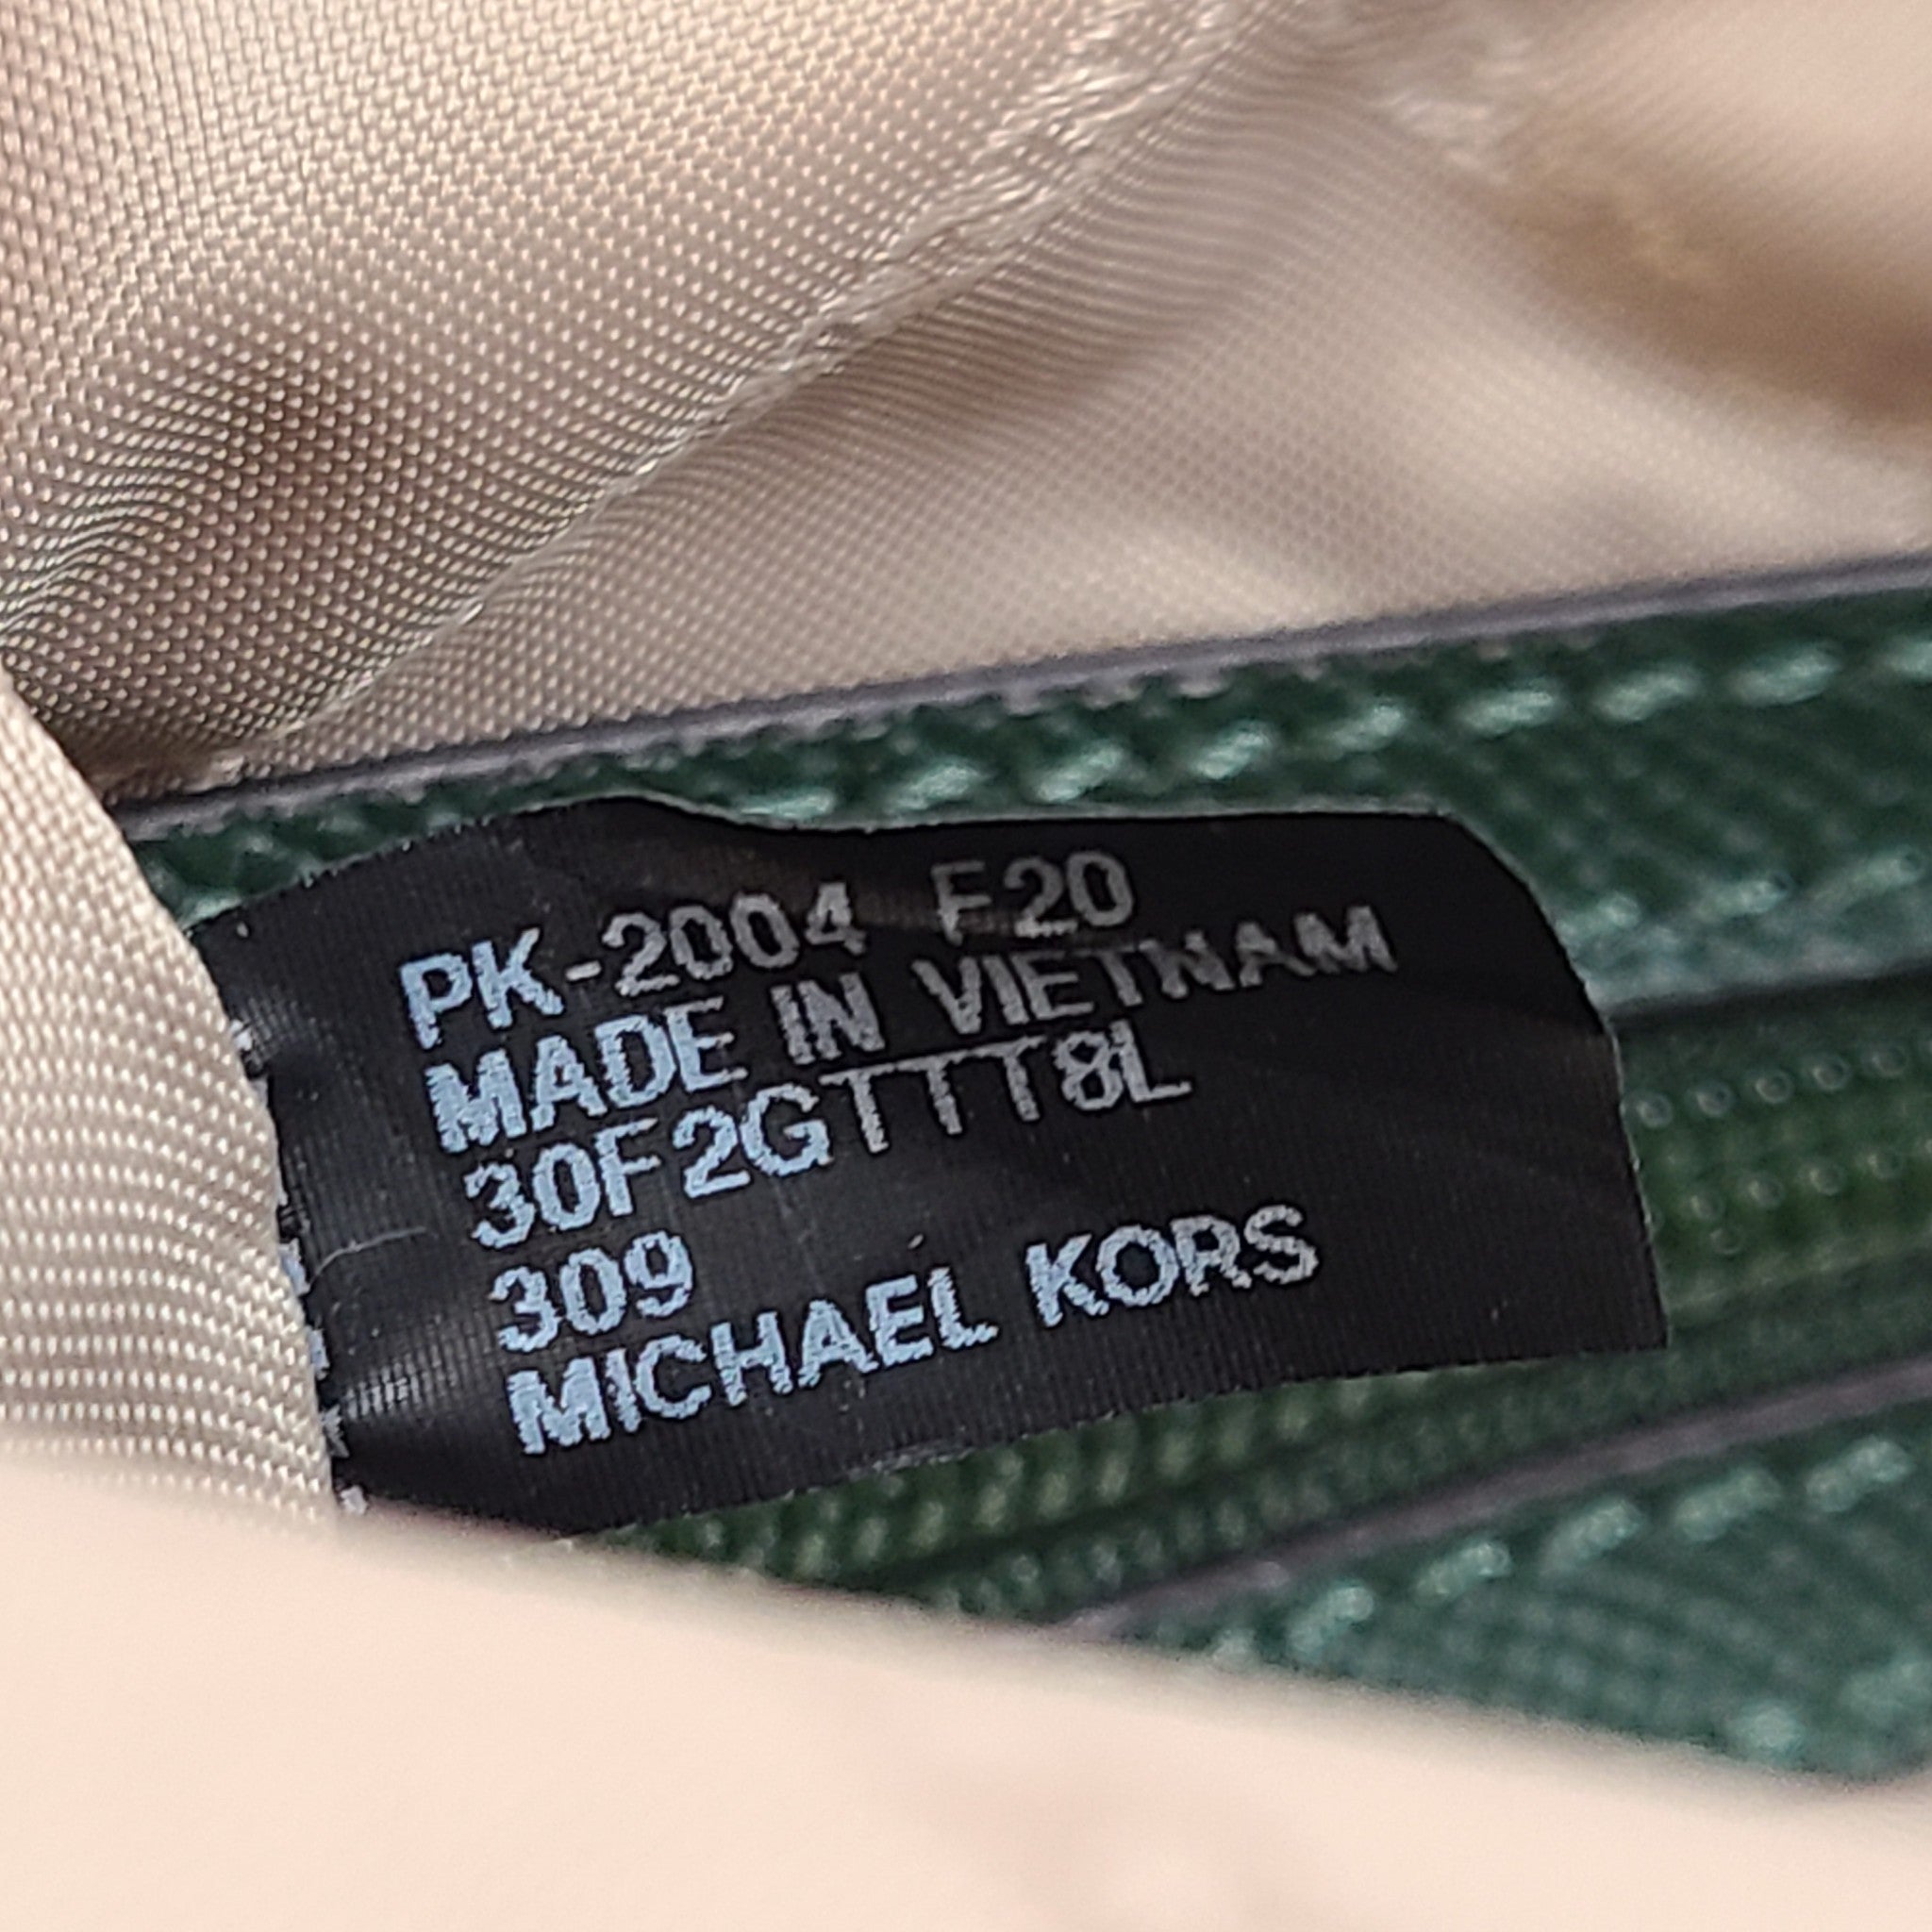 PK-2004 F20
MADE IN VIETNAM
30F2GTTT8L
309
MICHAEL KORS